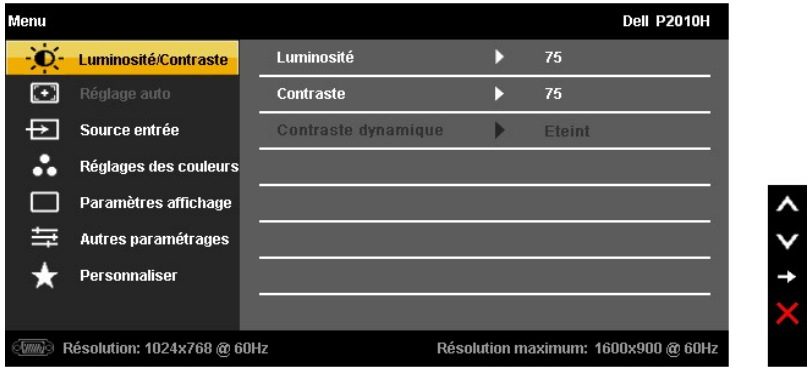 Menu Dell P2010H
Luminosité/Contraste Luminosité 75
Réglage auto Contraste 75
Source entrée Contraste dynamique Eteint
Réglages des couleurs
Paramètres affichage
Autres paramétrages
Personnaliser
Résolution: 1024x768 @ 60Hz Résolution maximum: 1600x900 @ 60Hz